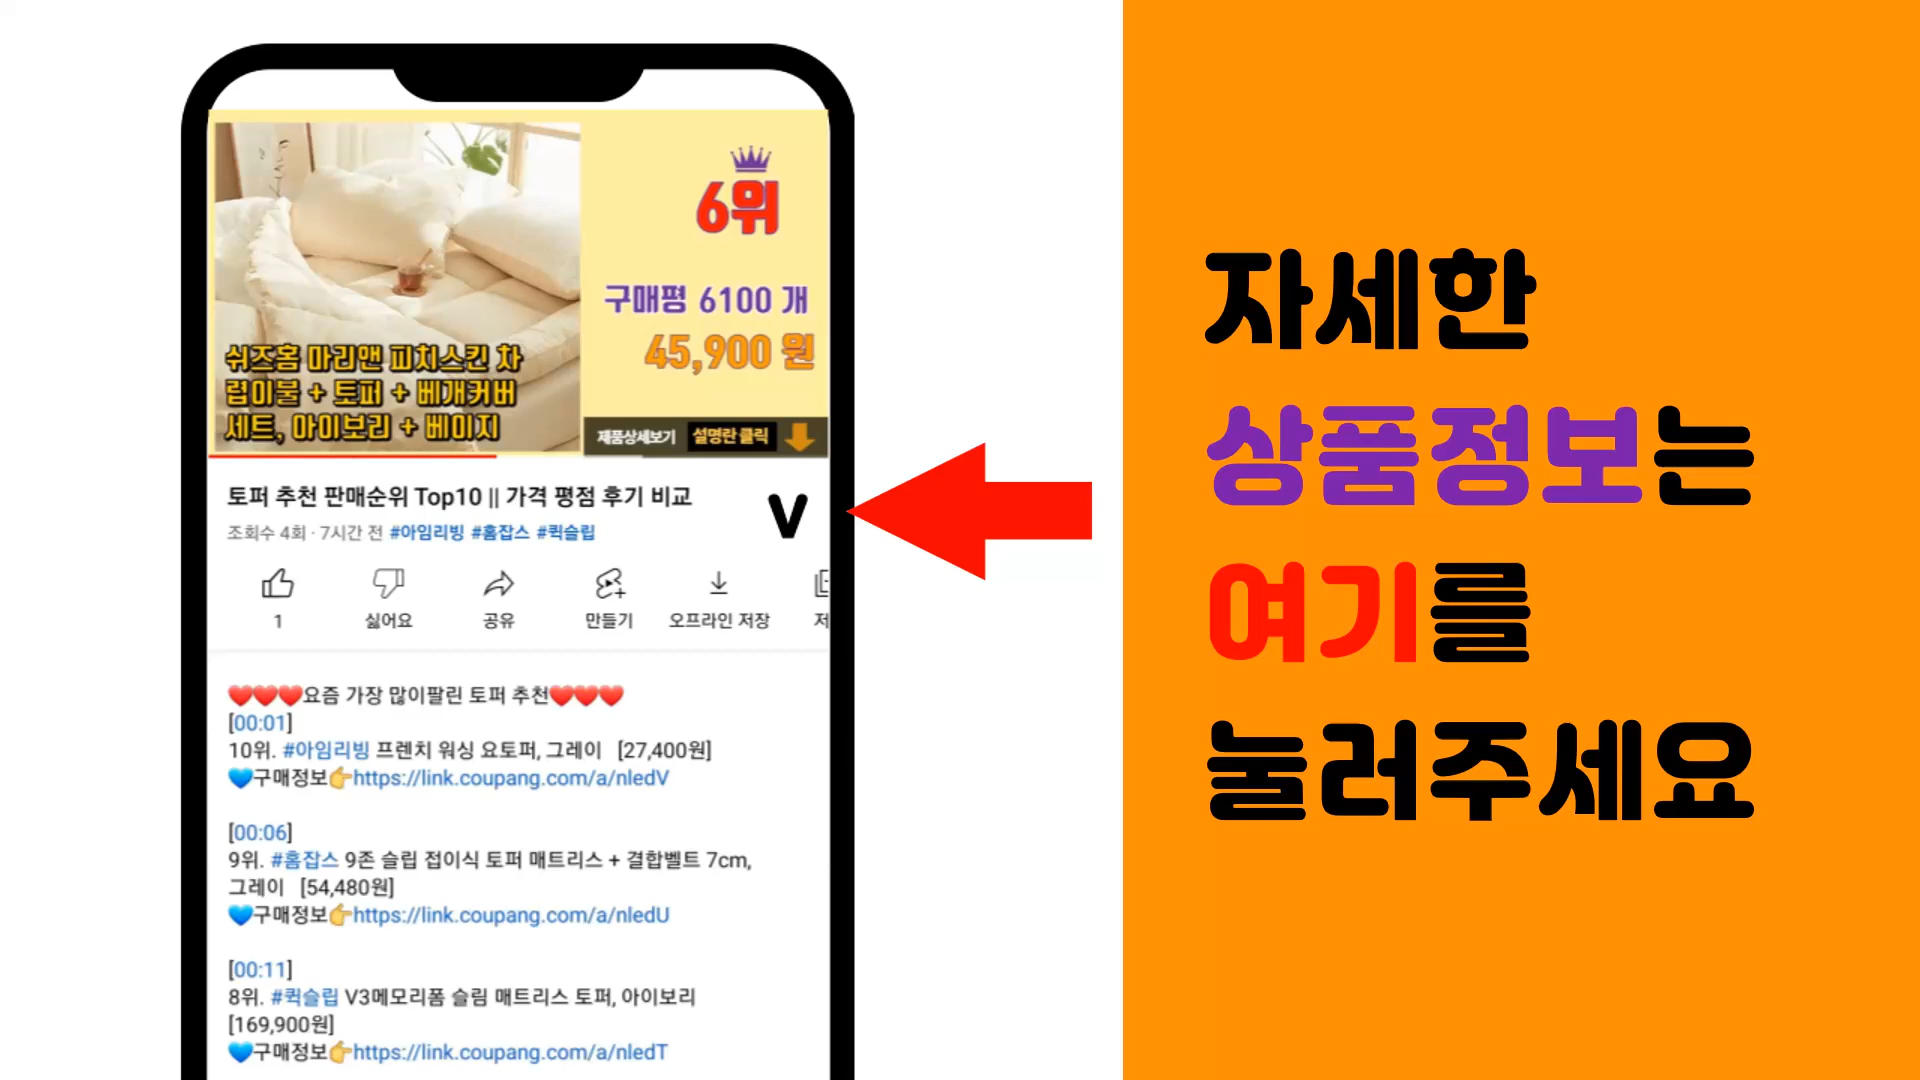 6위
구매평 6100 개
45,900 원
쉬즈홈 마리앤 피치스킨 차
렵이불 + 토퍼 + 베개커버
세트, 아이보리 + 베이지
제품상세보기 설명란 클릭
토퍼 추천 판매순위 Top10 || 가격 평점 후기 비교
V
조회수 4회 · 7시간 전 #아임리빙 #홈잡스 #퀵슬립
1 싫어요 공유 만들기 오프라인 저장 저
❤️❤️❤️요즘 가장 많이팔린 토퍼 추천❤️❤️❤️
[00:01]
10위. #아임리빙 프렌치 워싱 요토퍼, 그레이 [27,400원]
💙구매정보👉https://link.coupang.com/a/nledV
[00:06]
9위. #홈잡스 9존 슬립 접이식 토퍼 매트리스 + 결합벨트 7cm,
그레이 [54,480원]
💙구매정보👉https://link.coupang.com/a/nledU
[00:11]
8위. #퀵슬립 V3메모리폼 슬림 매트리스 토퍼, 아이보리
[169,900원]
💙구매정보👉https://link.coupang.com/a/nledT
자세한
상품정보는
여기를
눌러주세요